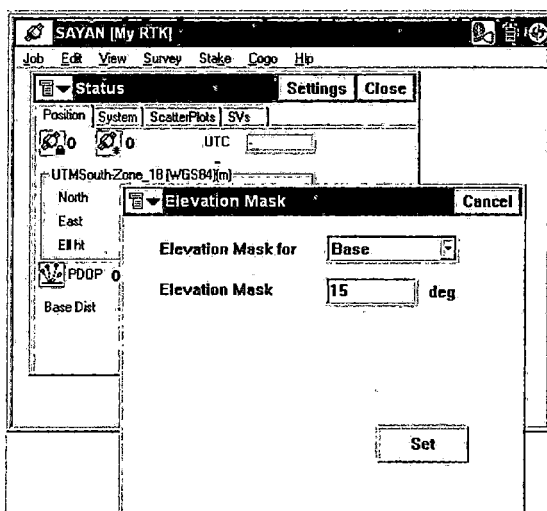 SAYAN [My RTK]
Job Edit View Survey Stake Cogo Hlp
Status Settings Close
Position System ScatterPlots SVs
0 0 UTC
UTMSouth-Zone_18 [WGS84](m)
North
East
Ell ht
PDOP 0
Base Dist
Elevation Mask Cancel
Elevation Mask for Base
Elevation Mask 15 deg
Set